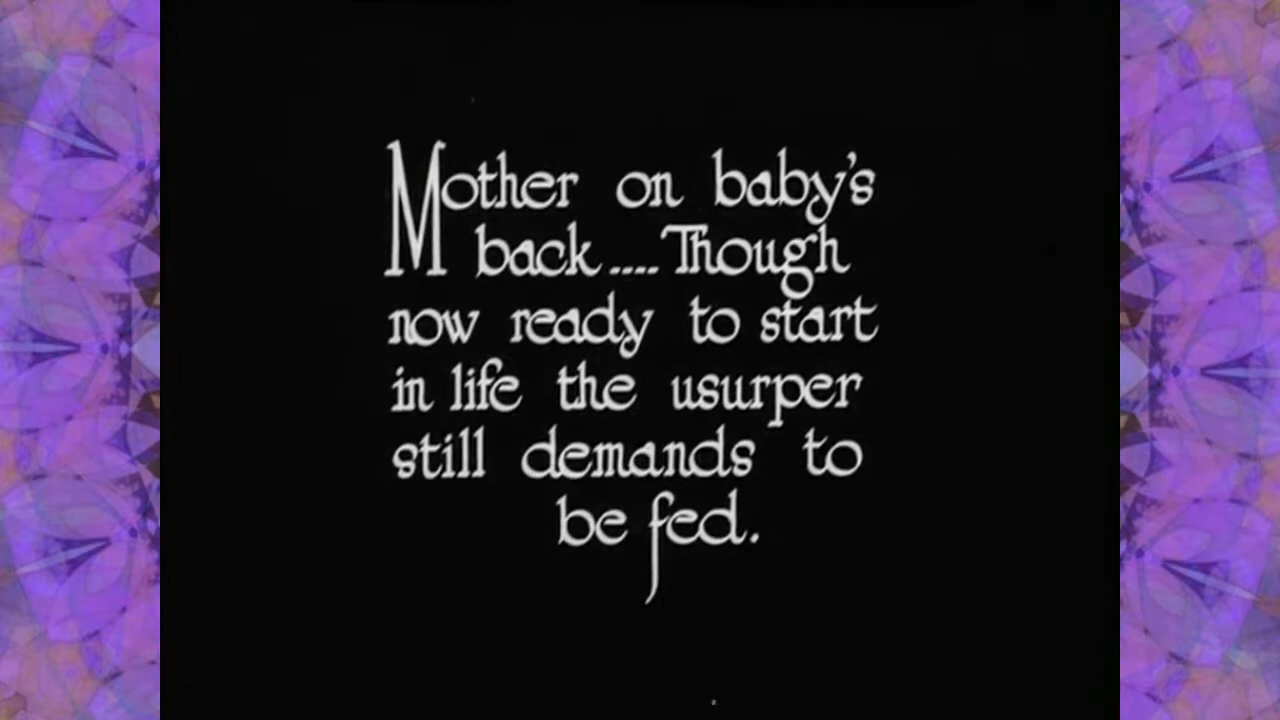 Mother on baby's
back....Though
now ready to start
in life the usurper
still demands to
be fed.